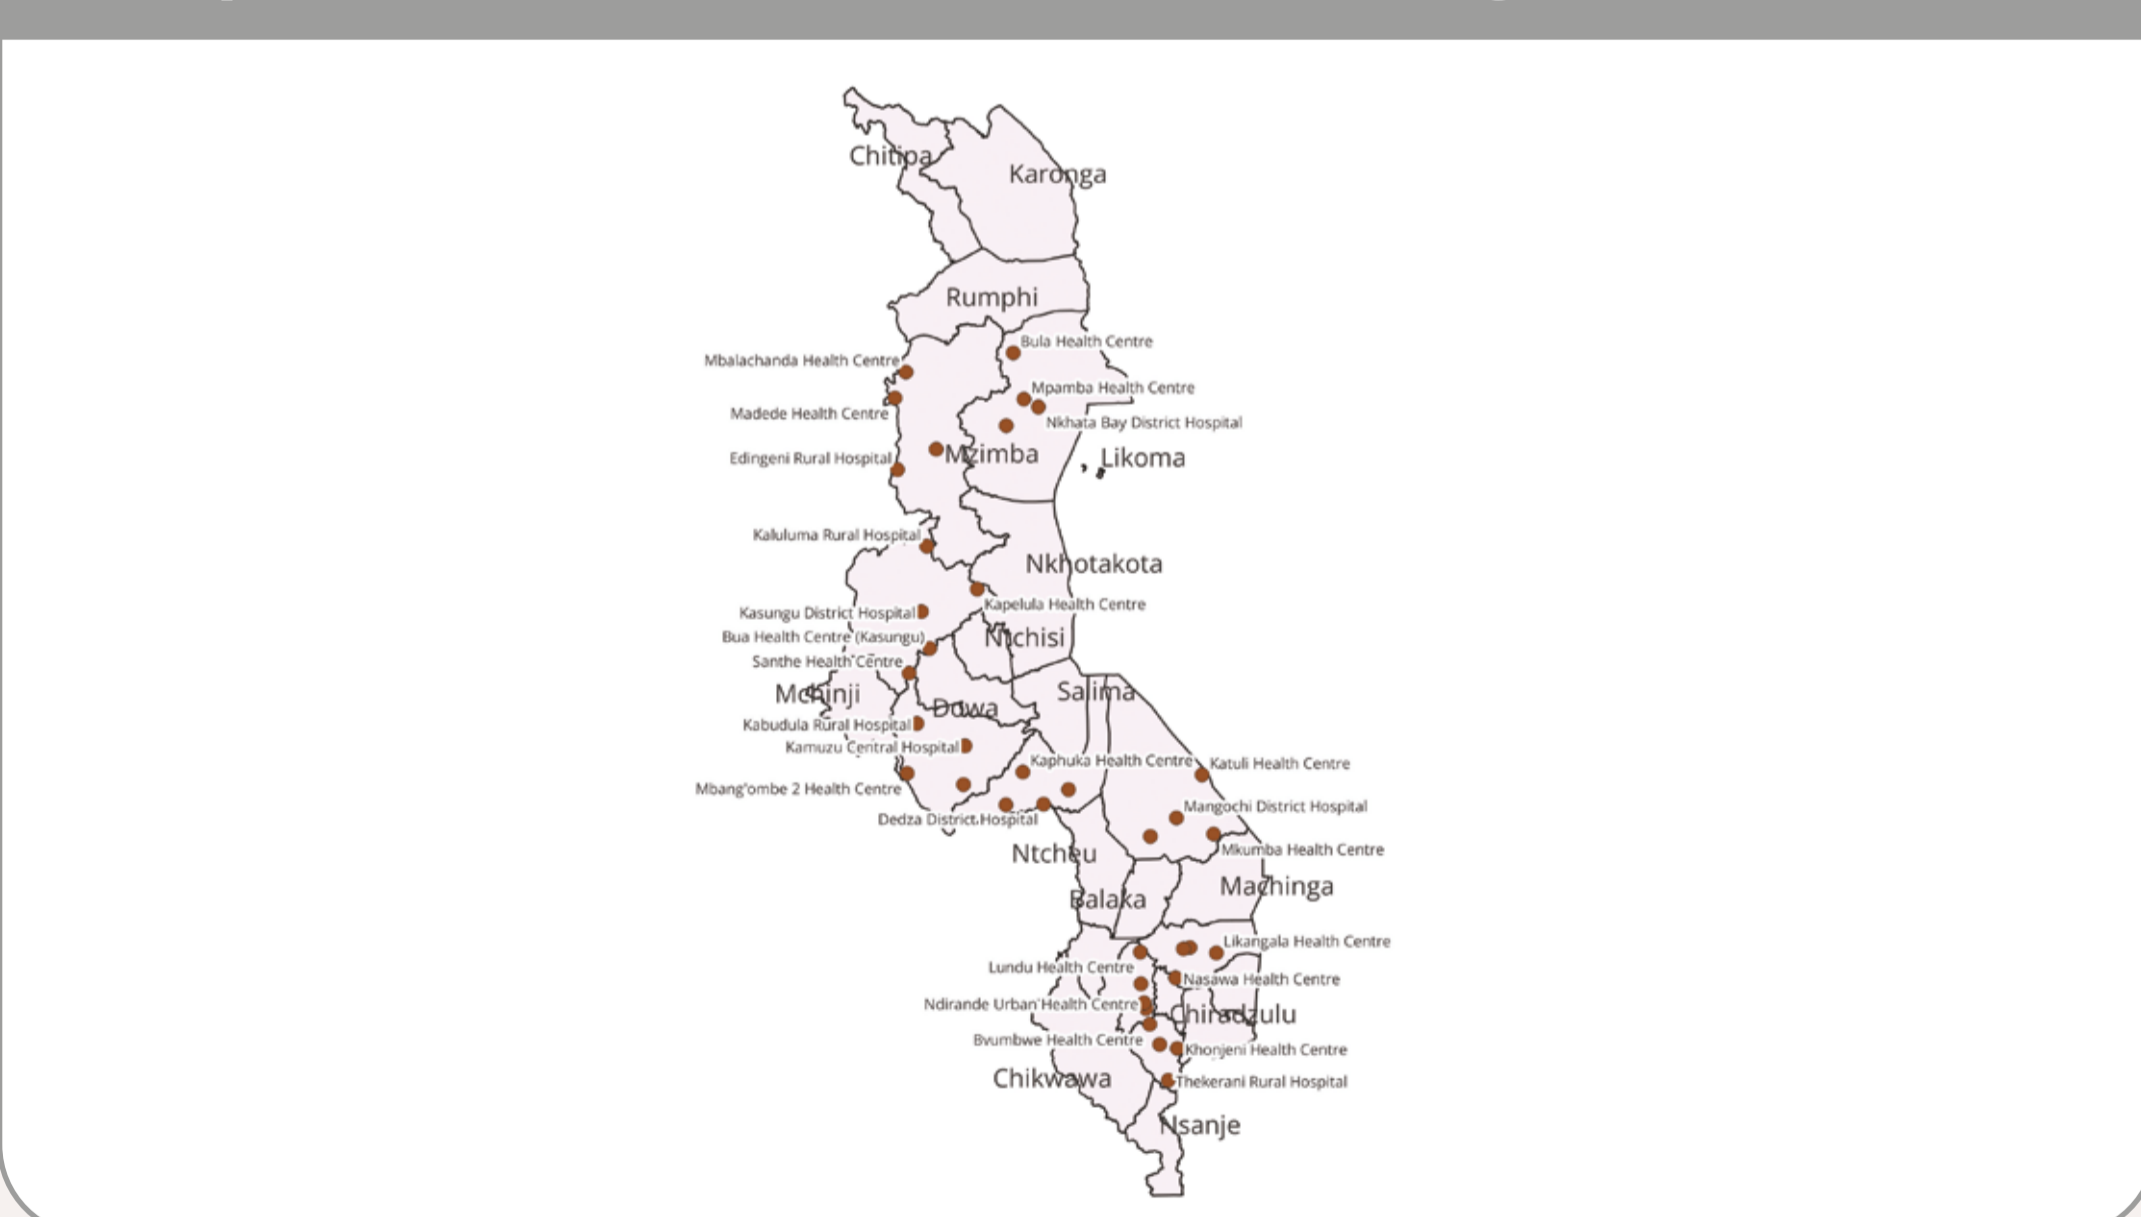 Chitipa
Karonga
Rumphi
Bula Health Centre
Mbalachanda Health Centre
Mpamba Health Centre
Madede Health Centre
Nkhata Bay District Hospital
Mzimba
Likoma
Edingeni Rural Hospital
Kaluluma Rural Hospital
Nkhotakota
Kapelula Health Centre
Kasungu District Hospital
Bua Health Centre (Kasungu)
Ntchisi
Santhe Health Centre
Mchinji
Salima
Dowa
Kabudula Rural Hospital
Kamuzu Central Hospital
Kaphuka Health Centre
Katuli Health Centre
Mbang'ombe 2 Health Centre
Mangochi District Hospital
Dedza District Hospital
Ntcheu
Mkumba Health Centre
Machinga
Balaka
Likangala Health Centre
Lundu Health Centre
Nasawa Health Centre
Ndirande Urban Health Centre
Chiradzulu
Bvumbwe Health Centre
Khonjeni Health Centre
Chikwawa
Thekerani Rural Hospital
Nsanje